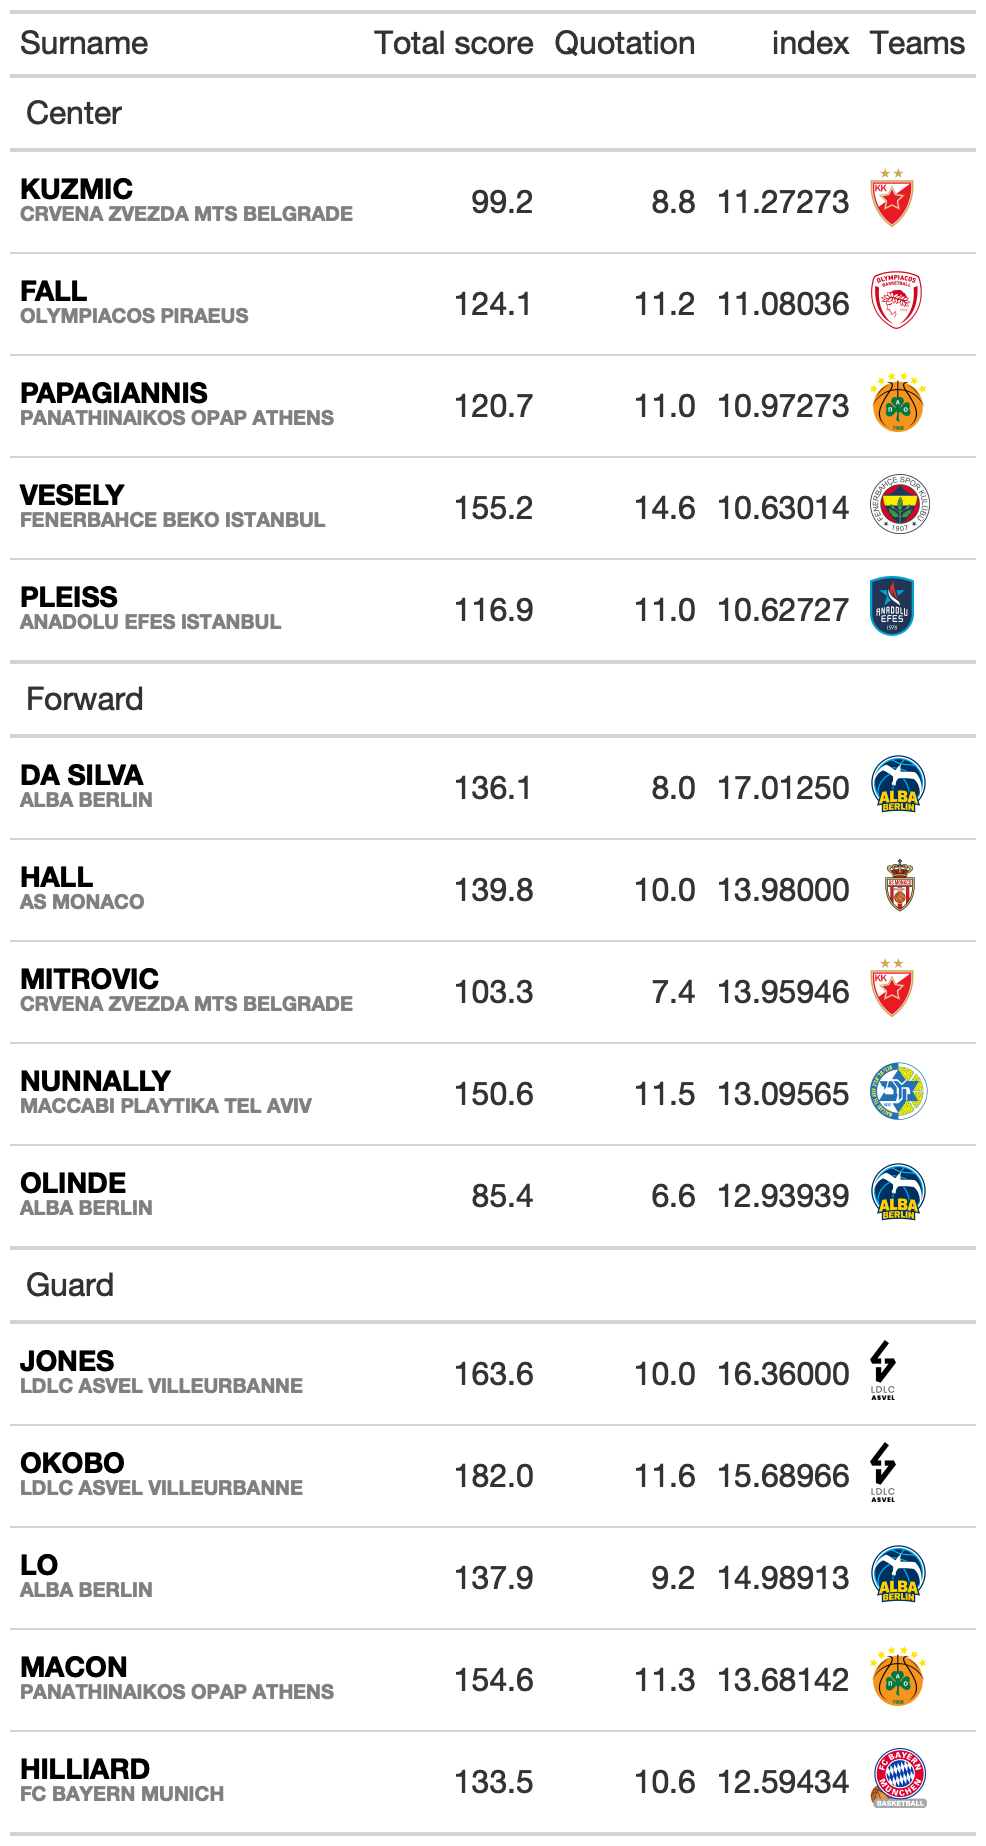 Surname Total score Quotation index Teams
Center
KUZMIC
CRVENA ZVEZDA MTS BELGRADE
99.2 8.8 11.27273
KK
FALL
OLYMPIACOS PIRAEUS
124.1 11.2 11.08036
OLYMPIACOS
BASKETBALL
PAPAGIANNIS
PANATHINAIKOS OPAP ATHENS
120.7 11.0 10.97273
Π Α Ο
1908
VESELY
FENERBAHCE BEKO ISTANBUL
155.2 14.6 10.63014
FENERBAHÇE SPOR KULÜBÜ
1907
PLEISS
ANADOLU EFES ISTANBUL
116.9 11.0 10.62727
ANADOLU
EFES
1976
Forward
DA SILVA
ALBA BERLIN
136.1 8.0 17.01250
ALBA
BERLIN
HALL
AS MONACO
139.8 10.0 13.98000
AS MONACO
MITROVIC
CRVENA ZVEZDA MTS BELGRADE
103.3 7.4 13.95946
KK
NUNNALLY
MACCABI PLAYTIKA TEL AVIV
150.6 11.5 13.09565
OLINDE
ALBA BERLIN
85.4 6.6 12.93939
ALBA
BERLIN
Guard
JONES
LDLC ASVEL VILLEURBANNE
163.6 10.0 16.36000
LDLC
ASVEL
OKOBO
LDLC ASVEL VILLEURBANNE
182.0 11.6 15.68966
LDLC
ASVEL
LO
ALBA BERLIN
137.9 9.2 14.98913
ALBA
BERLIN
MACON
PANATHINAIKOS OPAP ATHENS
154.6 11.3 13.68142
Π Α Ο
1908
HILLIARD
FC BAYERN MUNICH
133.5 10.6 12.59434
FC BAYERN
MÜNCHEN
BASKETBALL